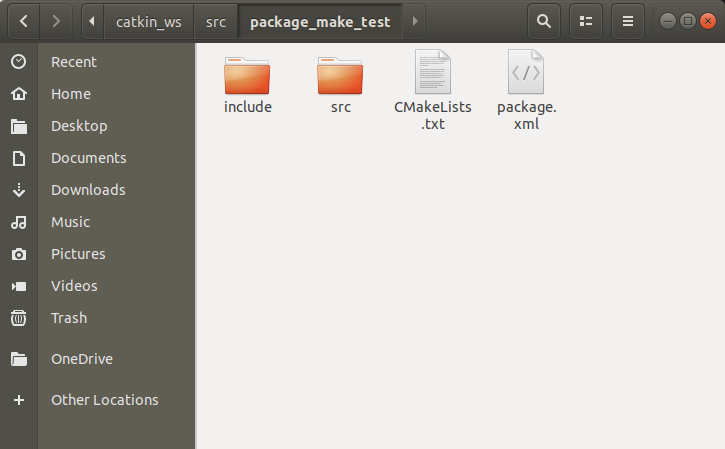 catkin_ws src package_make_test
Recent
Home
Desktop
Documents
Downloads
Music
Pictures
Videos
Trash
OneDrive
Other Locations
include
src
CMakeLists
.txt
package.
xml